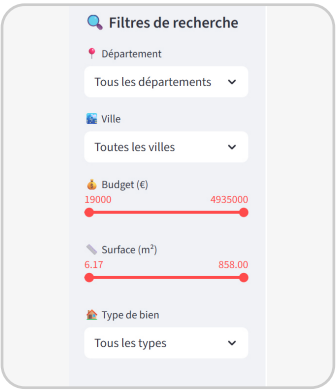 Filtres de recherche
Département
Tous les départements
Ville
Toutes les villes
Budget (€)
19000 4935000
Surface (m²)
6.17 858.00
Type de bien
Tous les types